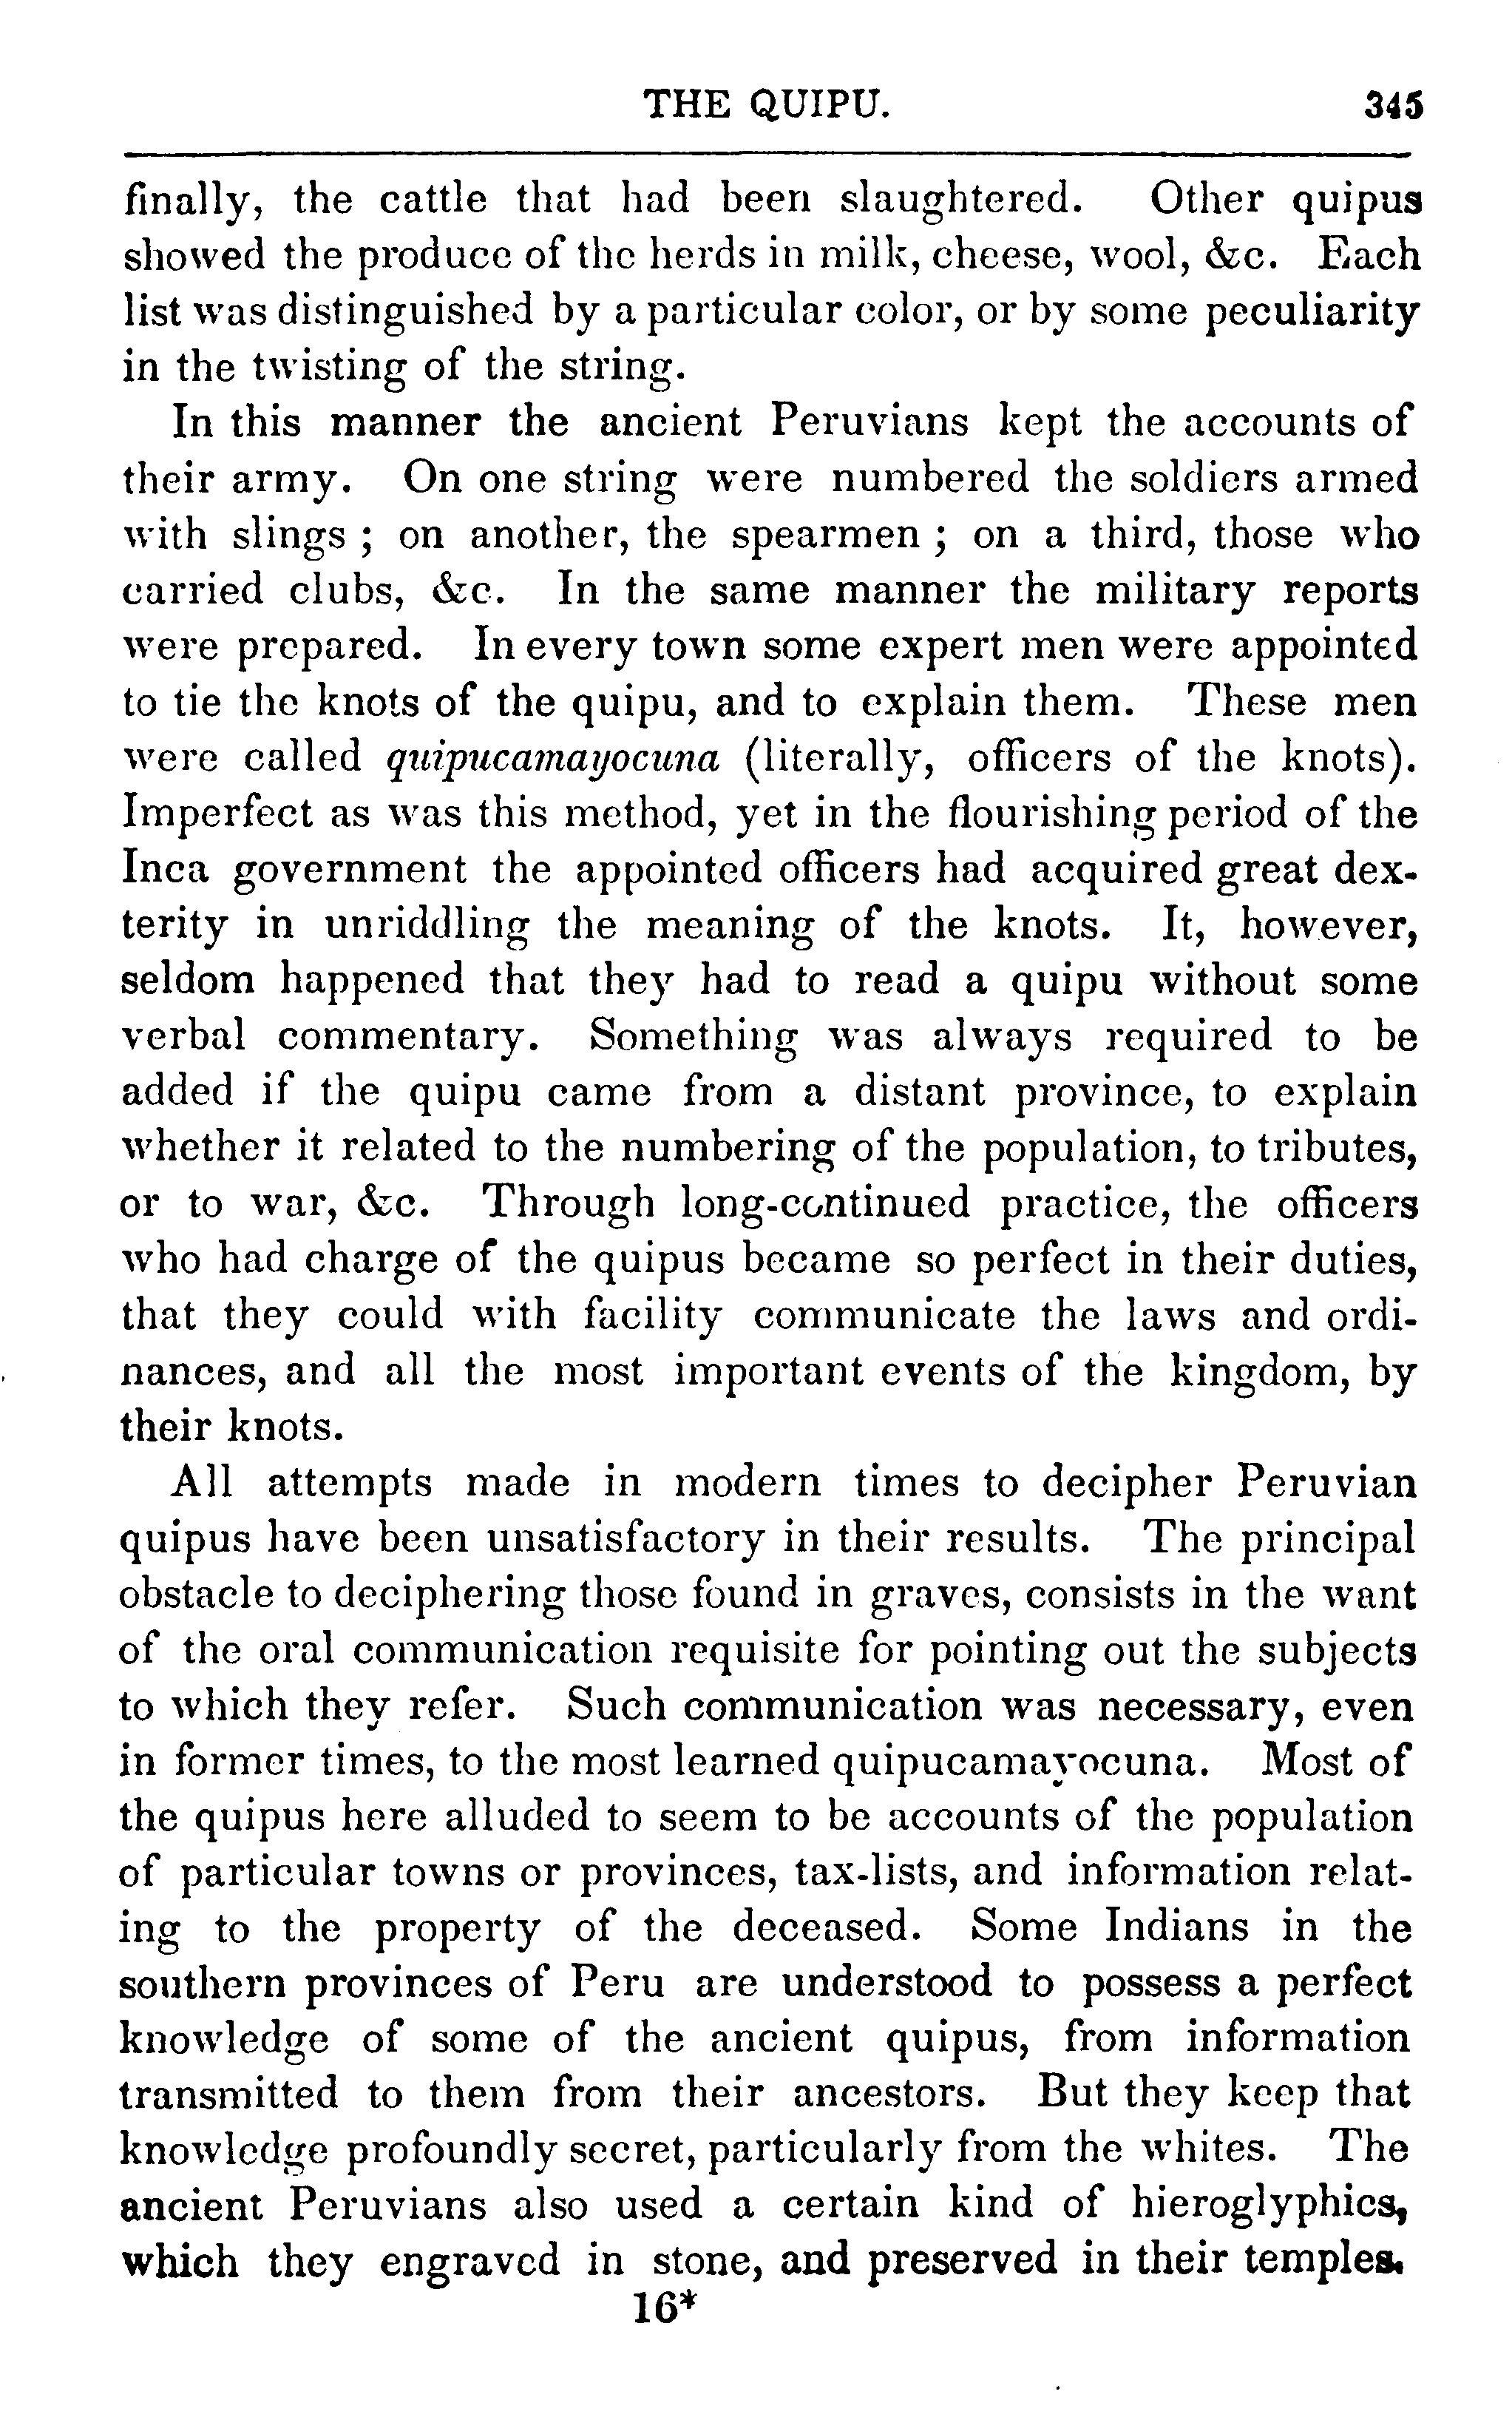 THE QUIPU. 345
finally, the cattle that had been slaughtered. Other quipus
showed the produce of the herds in milk, cheese, wool, &c. Each
list was distinguished by a particular color, or by some peculiarity
in the twisting of the string.
In this manner the ancient Peruvians kept the accounts of
their army. On one string were numbered the soldiers armed
with slings ; on another, the spearmen ; on a third, those who
carried clubs, &c. In the same manner the military reports
were prepared. In every town some expert men were appointed
to tie the knots of the quipu, and to explain them. These men
were called quipucamayocuna (literally, officers of the knots).
Imperfect as was this method, yet in the flourishing period of the
Inca government the appointed officers had acquired great dex-
terity in unriddling the meaning of the knots. It, however,
seldom happened that they had to read a quipu without some
verbal commentary. Something was always required to be
added if the quipu came from a distant province, to explain
whether it related to the numbering of the population, to tributes,
or to war, &c. Through long-continued practice, the officers
who had charge of the quipus became so perfect in their duties,
that they could with facility communicate the laws and ordi-
nances, and all the most important events of the kingdom, by
their knots.
All attempts made in modern times to decipher Peruvian
quipus have been unsatisfactory in their results. The principal
obstacle to deciphering those found in graves, consists in the want
of the oral communication requisite for pointing out the subjects
to which they refer. Such communication was necessary, even
in former times, to the most learned quipucamayocuna. Most of
the quipus here alluded to seem to be accounts of the population
of particular towns or provinces, tax-lists, and information relat-
ing to the property of the deceased. Some Indians in the
southern provinces of Peru are understood to possess a perfect
knowledge of some of the ancient quipus, from information
transmitted to them from their ancestors. But they keep that
knowledge profoundly secret, particularly from the whites. The
ancient Peruvians also used a certain kind of hieroglyphics,
which they engraved in stone, and preserved in their temples.
16*